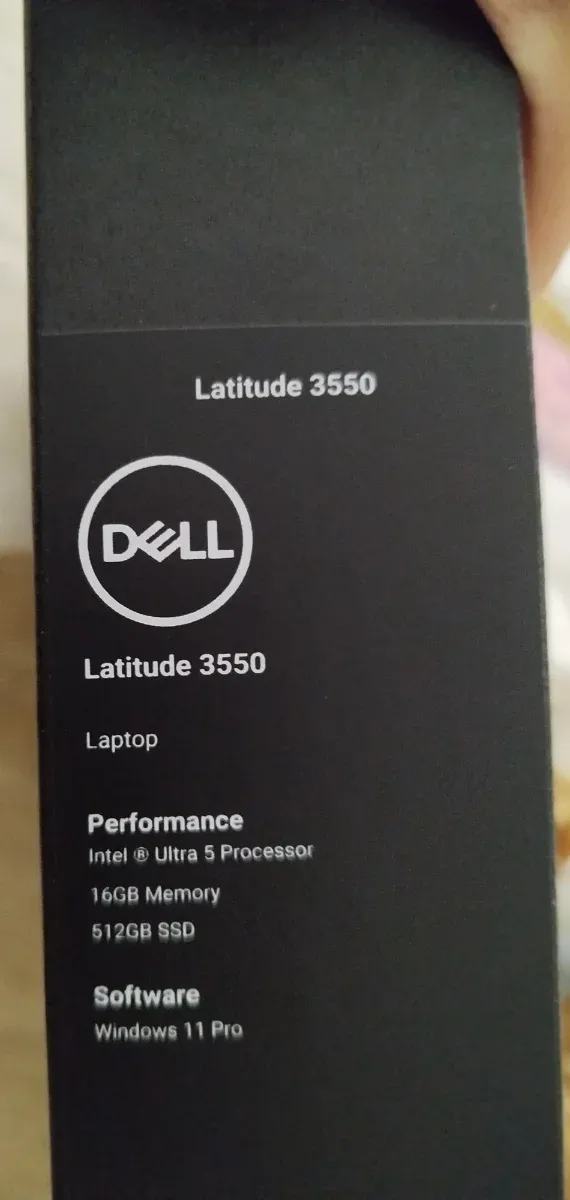 Latitude 3550
DELL
Latitude 3550
Laptop
Performance
Intel ® Ultra 5 Processor
16GB Memory
512GB SSD
Software
Windows 11 Pro